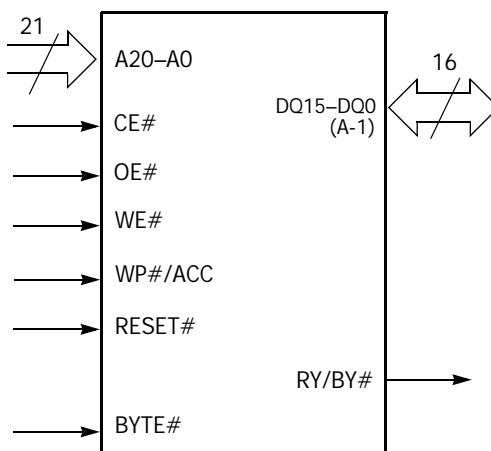 21
A20–A0
16
DQ15–DQ0
(A-1)
CE#
OE#
WE#
WP#/ACC
RESET#
RY/BY#
BYTE#